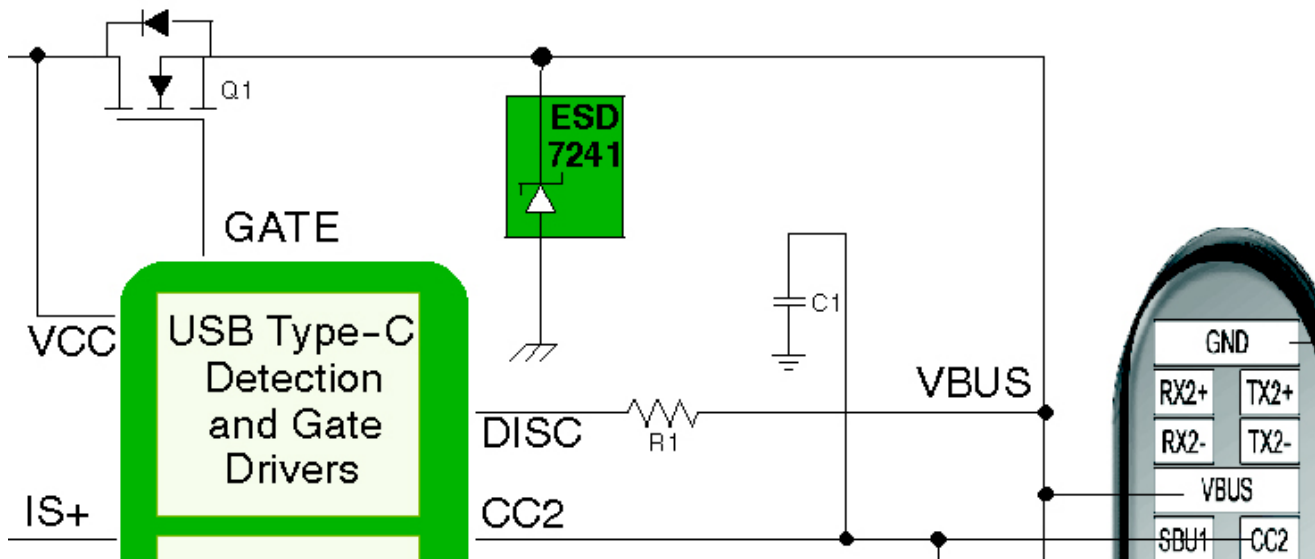 Q1
ESD
7241
GATE
VCC
USB Type-C
Detection
and Gate
Drivers
C1
GND
RX2+ TX2+
RX2- TX2-
VBUS
DISC
R1
VBUS
IS+
CC2
SBU1 CC2